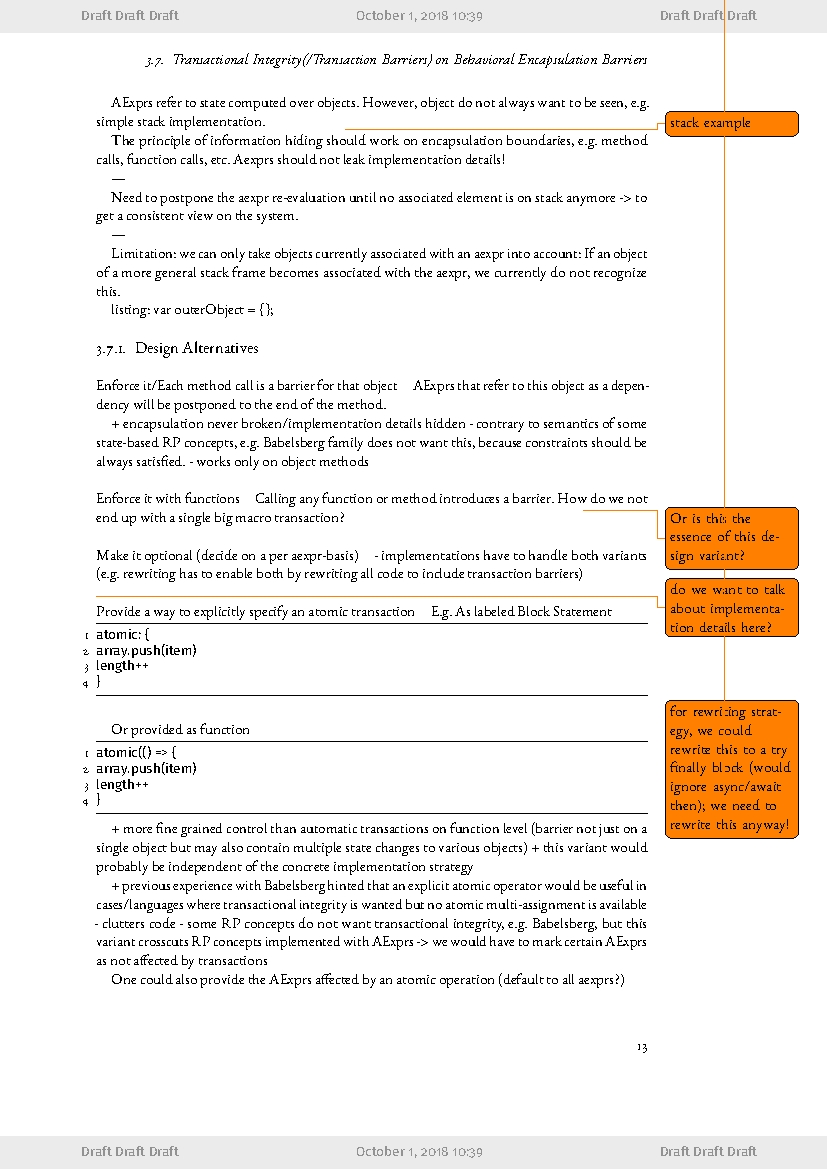 Draft Draft Draft October 1, 2018 10:39 Draft Draft Draft
3.7. Transactional Integrity(/Transaction Barriers) on Behavioral Encapsulation Barriers
AExprs refer to state computed over objects. However, object do not always want to be seen, e.g.
simple stack implementation.
stack example
The principle of information hiding should work on encapsulation boundaries, e.g. method
calls, function calls, etc. Aexprs should not leak implementation details!
—
Need to postpone the aexpr re-evaluation until no associated element is on stack anymore -> to
get a consistent view on the system.
—
Limitation: we can only take objects currently associated with an aexpr into account: If an object
of a more general stack frame becomes associated with the aexpr, we currently do not recognize
this.
listing: var outerObject = {};
3.7.1. Design Alternatives
Enforce it/Each method call is a barrier for that object AExprs that refer to this object as a depen-
dency will be postponed to the end of the method.
+ encapsulation never broken/implementation details hidden - contrary to semantics of some
state-based RP concepts, e.g. Babelsberg family does not want this, because constraints should be
always satisfied. - works only on object methods
Enforce it with functions Calling any function or method introduces a barrier. How do we not
end up with a single big macro transaction?
Or is this the
essence of this de-
sign variant?
Make it optional (decide on a per aexpr-basis) - implementations have to handle both variants
(e.g. rewriting has to enable both by rewriting all code to include transaction barriers)
do we want to talk
about implementa-
tion details here?
Provide a way to explicitly specify an atomic transaction E.g. As labeled Block Statement
1 atomic: {
2 array.push(item)
3 length++
4 }
Or provided as function
1 atomic(() => {
2 array.push(item)
3 length++
4 }
for rewriting strat-
egy, we could
rewrite this to a try
finally block (would
ignore async/await
then); we need to
rewrite this anyway!
+ more fine grained control than automatic transactions on function level (barrier not just on a
single object but may also contain multiple state changes to various objects) + this variant would
probably be independent of the concrete implementation strategy
+ previous experience with Babelsberg hinted that an explicit atomic operator would be useful in
cases/languages where transactional integrity is wanted but no atomic multi-assignment is available
- clutters code - some RP concepts do not want transactional integrity, e.g. Babelsberg, but this
variant crosscuts RP concepts implemented with AExprs -> we would have to mark certain AExprs
as not affected by transactions
One could also provide the AExprs affected by an atomic operation (default to all aexprs?)
13
Draft Draft Draft October 1, 2018 10:39 Draft Draft Draft